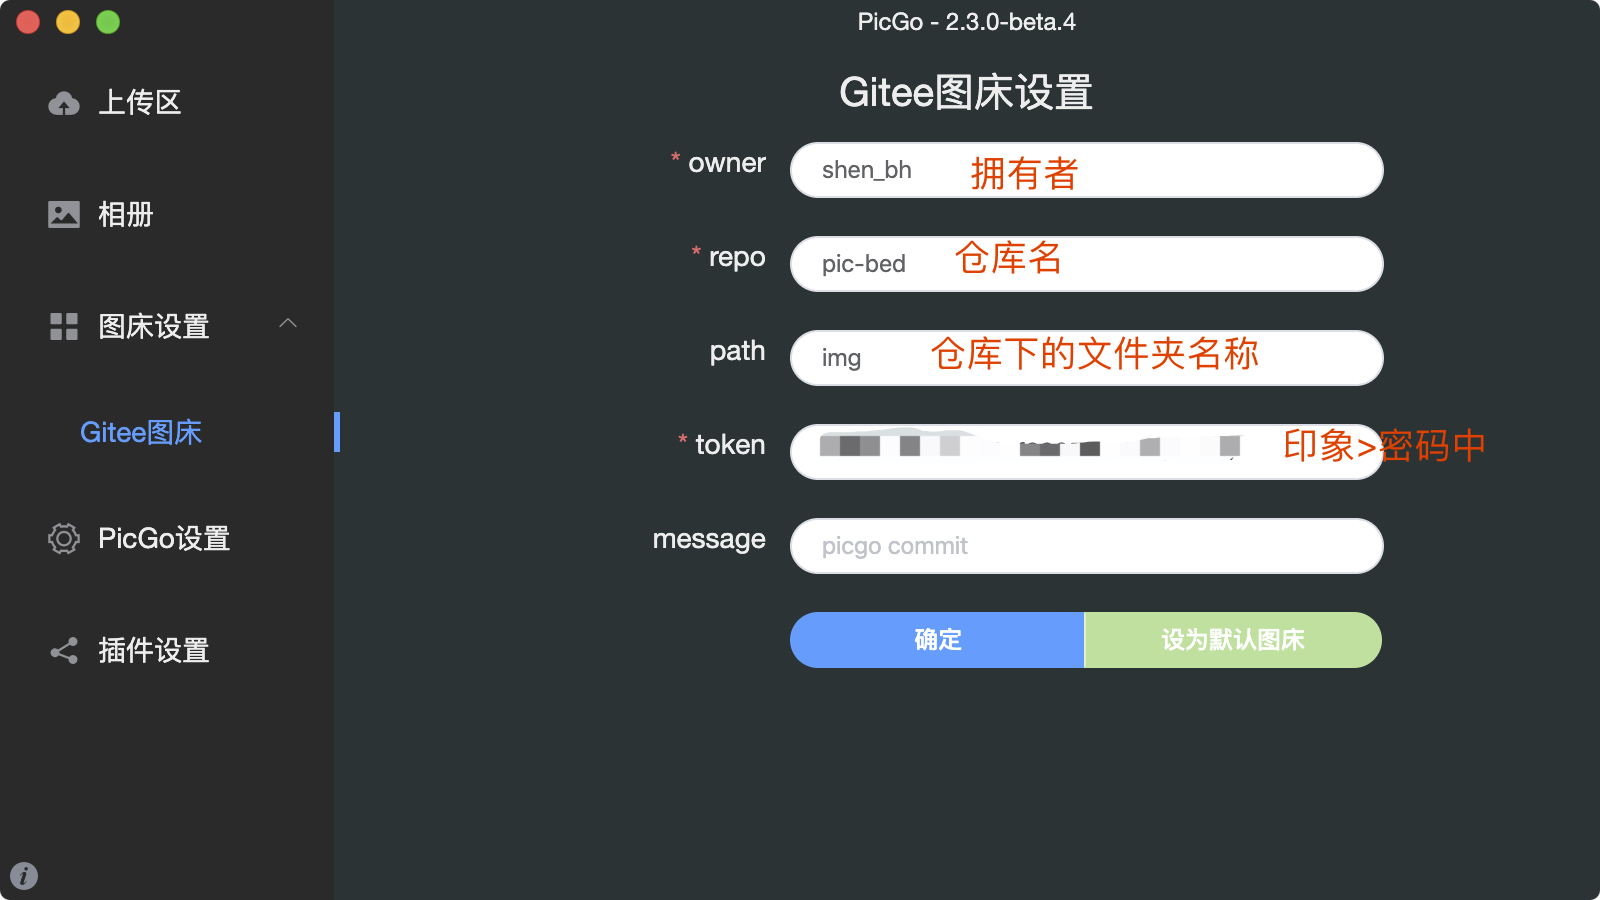 PicGo - 2.3.0-beta.4
上传区
相册
图床设置
Gitee图床
PicGo设置
插件设置
Gitee图床设置
* owner shen_bh 拥有者
* repo pic-bed 仓库名
path img 仓库下的文件夹名称
* token 印象>密码中
message picgo commit
确定 设为默认图床